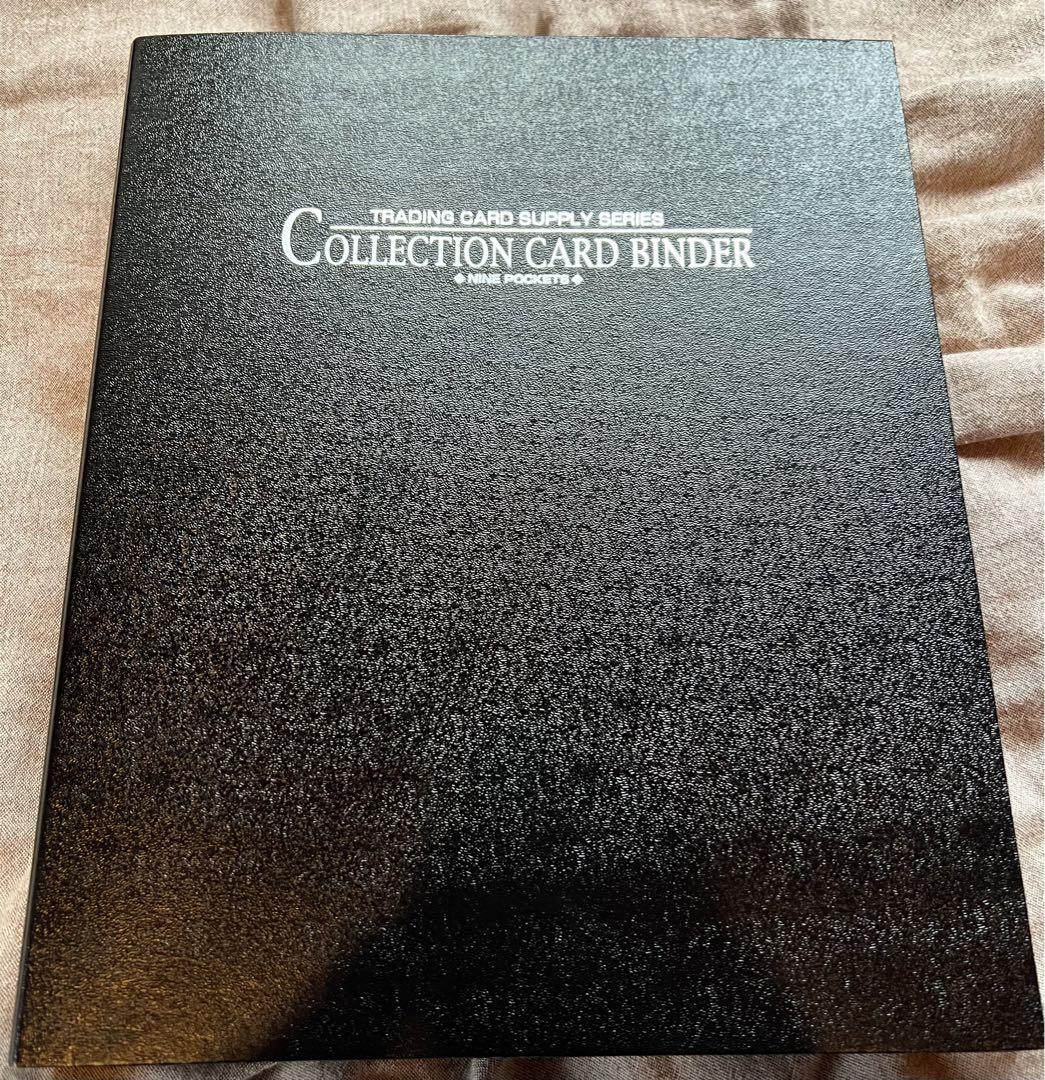 TRADING CARD SUPPLY SERIES
COLLECTION CARD BINDER
◆ NINE POCKETS ◆